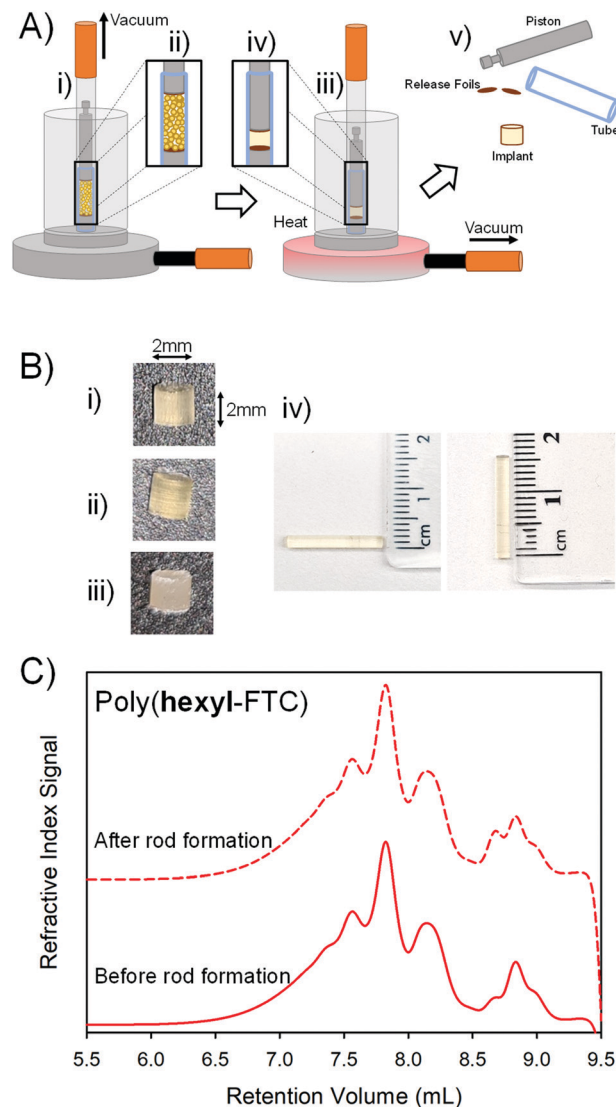 A)
Vacuum
i)
ii)
iv)
iii)
v)
Piston
Release Foils
Tube
Implant
Heat
Vacuum
B)
2mm
i)
2mm
ii)
iii)
iv)
2
1
cm
2
1
cm
C)
Poly(hexyl-FTC)
After rod formation
Before rod formation
Refractive Index Signal
5.5 6.0 6.5 7.0 7.5 8.0 8.5 9.0 9.5
Retention Volume (mL)